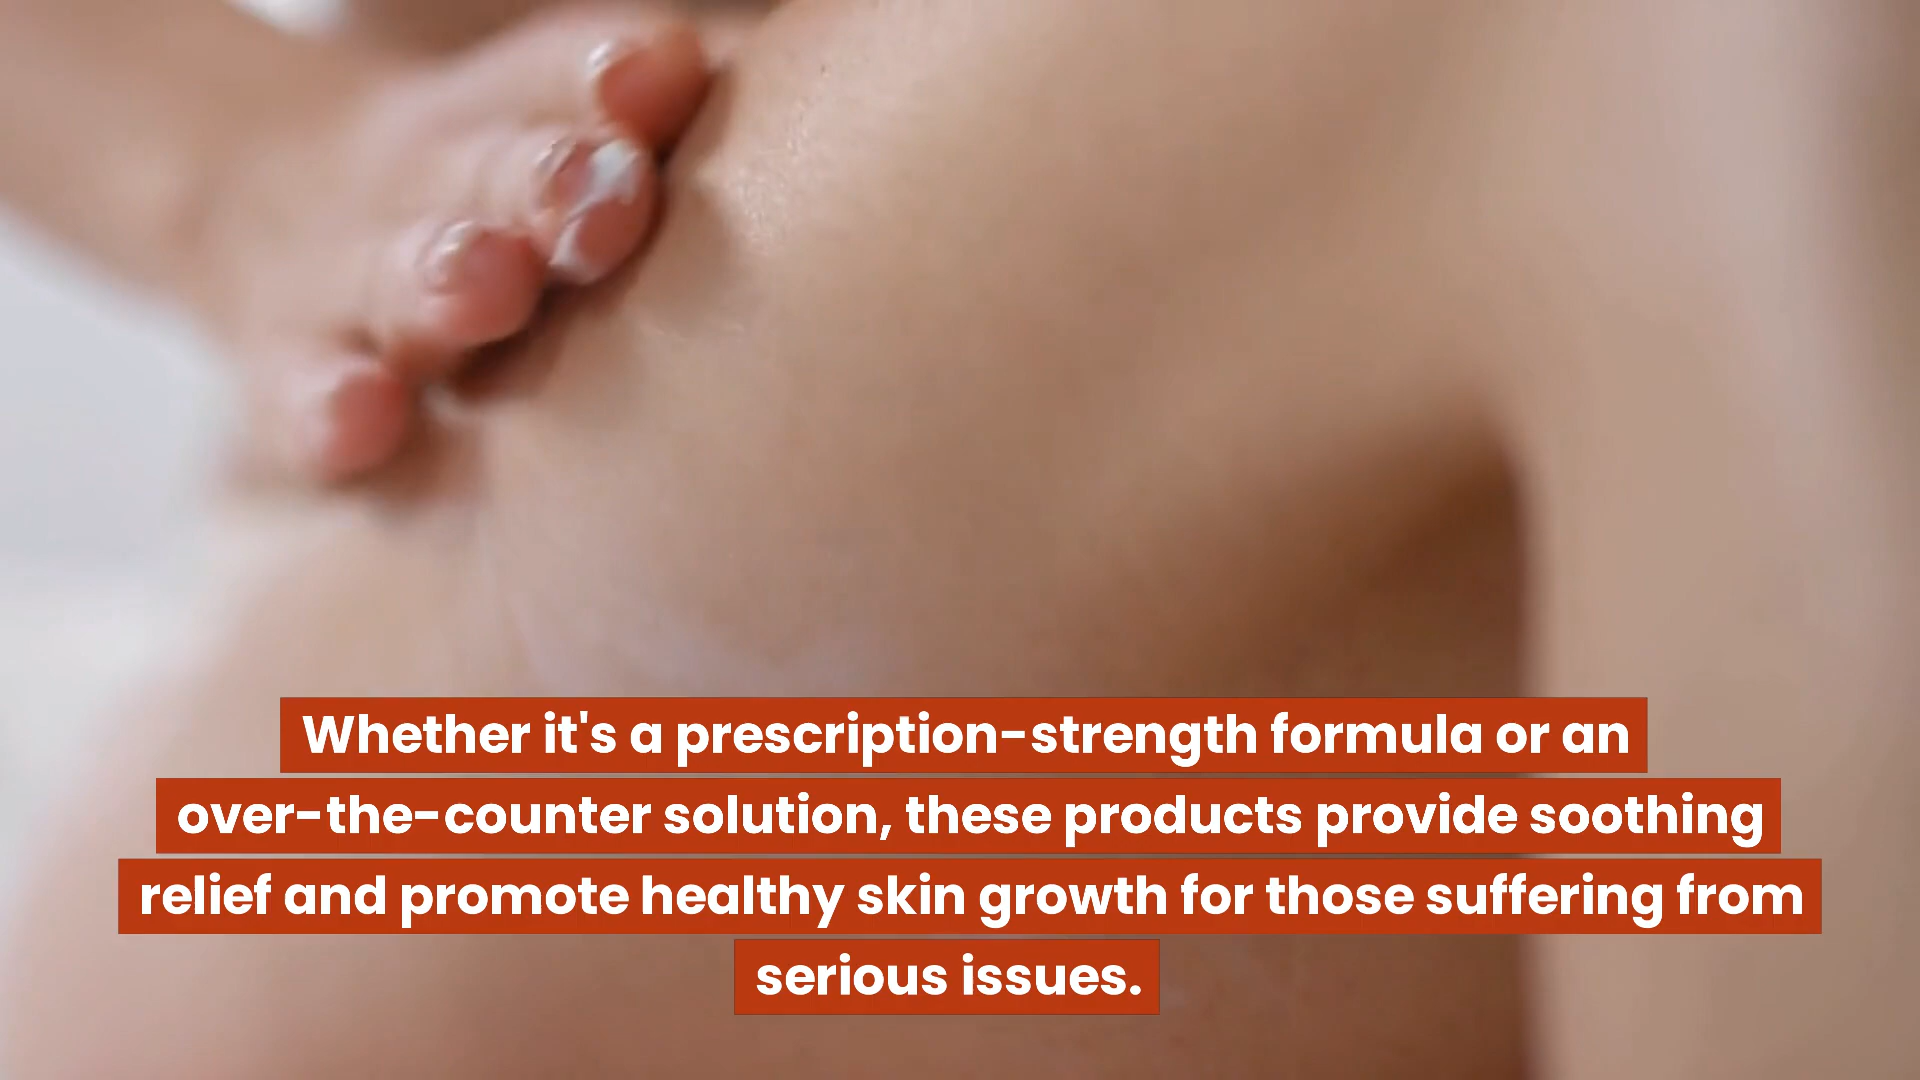 Whether it's a prescription-strength formula or an
over-the-counter solution, these products provide soothing
relief and promote healthy skin growth for those suffering from
serious issues.